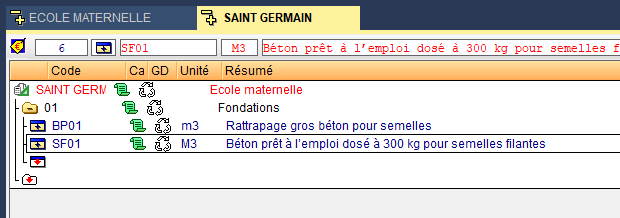 ECOLE MATERNELLE SAINT GERMAIN
6 SF01 M3 Béton prêt à l'emploi dosé à 300 kg pour semelles f
Code Ca GD Unité Résumé
SAINT GERM Ecole maternelle
01 Fondations
BP01 m3 Rattrapage gros béton pour semelles
SF01 M3 Béton prêt à l'emploi dosé à 300 kg pour semelles filantes